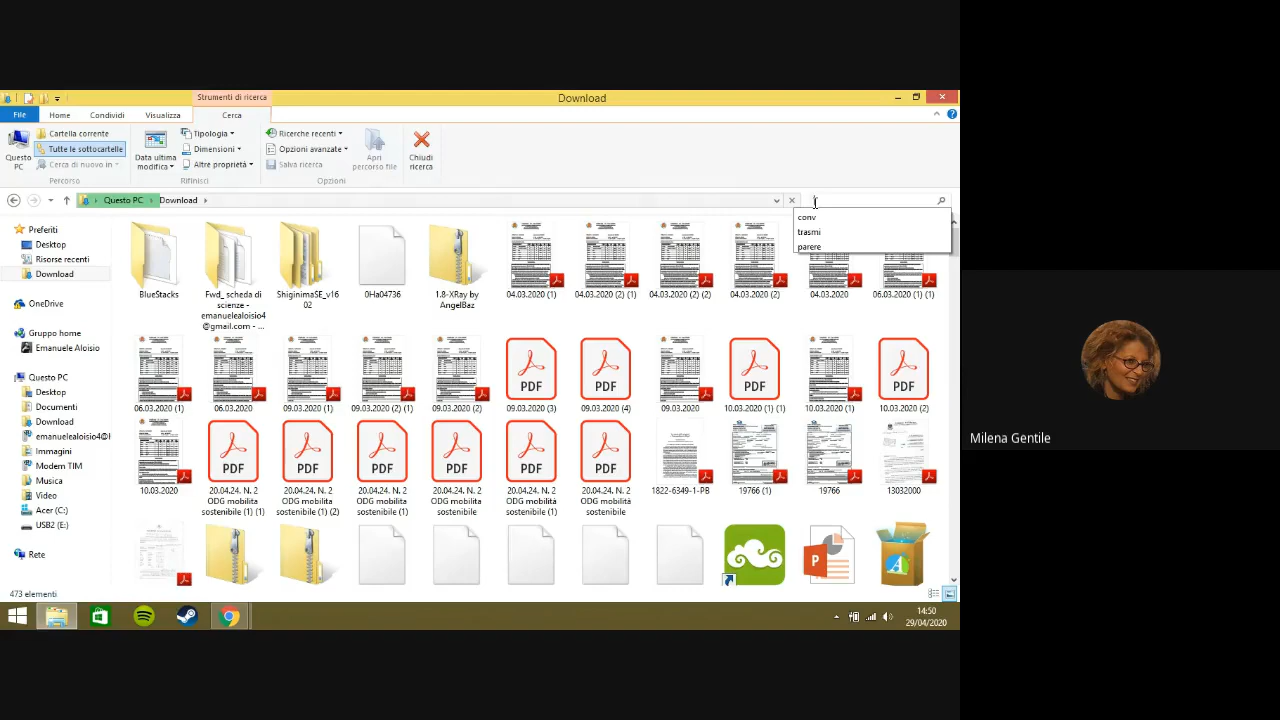 Strumenti di ricerca
Download
File
Home
Condividi
Visualizza
Cerca
Questo PC
Cartella corrente
Tutte le sottocartelle
Cerca di nuovo in
Percorso
Data ultima modifica
Tipologia
Dimensioni
Altre proprietà
Rifinisci
Ricerche recenti
Opzioni avanzate
Salva ricerca
Apri percorso file
Opzioni
Chiudi ricerca
Questo PC
Download
conv
trasmi
parere
Preferiti
Desktop
Risorse recenti
Download
OneDrive
Gruppo home
Emanuele Aloisio
Questo PC
Desktop
Documenti
Download
emanuelealoisio4@
Immagini
Modem TIM
Musica
Video
Acer (C:)
USB2 (E:)
Rete
BlueStacks
Fwd_ scheda di
scienze -
emanuelealoisio4
@gmail.com - ...
ShiginimaSE_v16
02
0Ha04736
1.8-XRay by
AngelBaz
04.03.2020 (1)
04.03.2020 (2) (1)
04.03.2020 (2) (2)
04.03.2020 (2)
04.03.2020
06.03.2020 (1) (1)
06.03.2020 (1)
06.03.2020
09.03.2020 (1)
09.03.2020 (2) (1)
09.03.2020 (2)
PDF
09.03.2020 (3)
PDF
09.03.2020 (4)
09.03.2020
PDF
10.03.2020 (1) (1)
10.03.2020 (1)
PDF
10.03.2020 (2)
10.03.2020
PDF
20.04.24. N. 2
ODG mobilita
sostenibile (1) (1)
PDF
20.04.24. N. 2
ODG mobilita
sostenibile (1) (2)
PDF
20.04.24. N. 2
ODG mobilita
sostenibile (1)
PDF
20.04.24. N. 2
ODG mobilita
sostenibile
PDF
20.04.24. N. 2
ODG mobilita
sostenibile (1)
PDF
20.04.24. N. 2
ODG mobilita
sostenibile
1822-6349-1-PB
19766 (1)
19766
13032000
P
473 elementi
14:50
29/04/2020
Milena Gentile